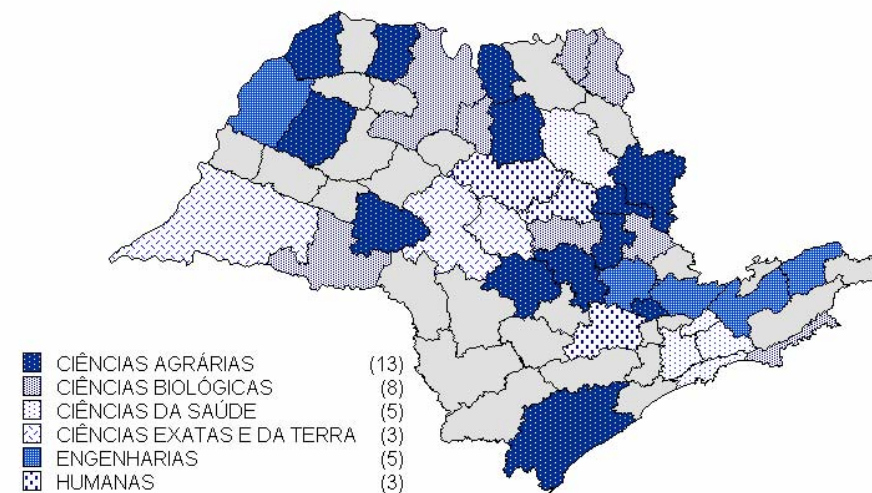 CIÊNCIAS AGRÁRIAS (13)
CIÊNCIAS BIOLÓGICAS (8)
CIÊNCIAS DA SAÚDE (5)
CIÊNCIAS EXATAS E DA TERRA (3)
ENGENHARIAS (5)
HUMANAS (3)